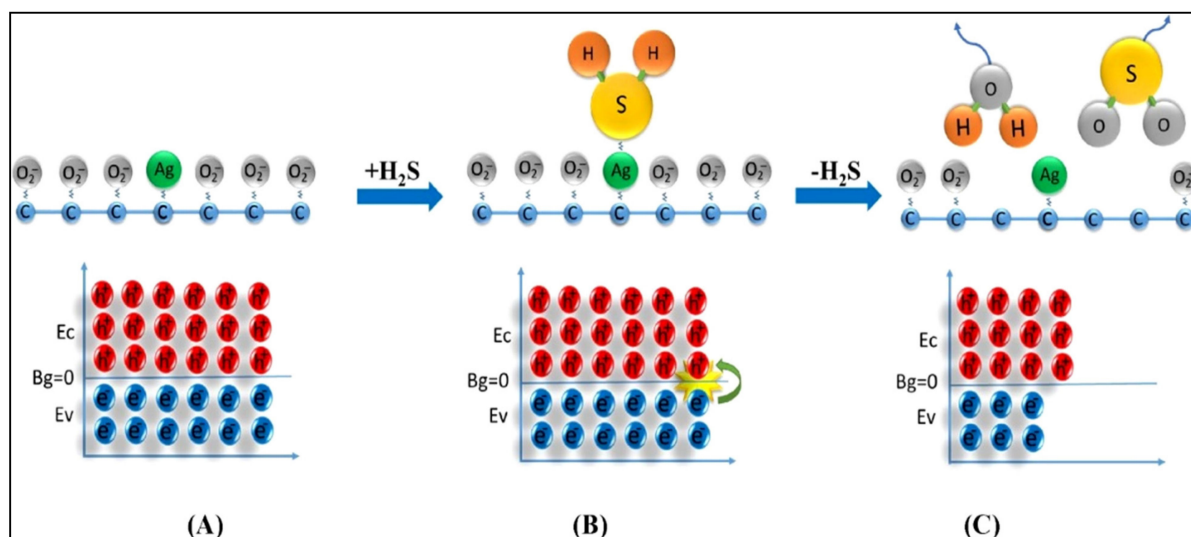 H H
S
O
H H
S
O O
O₂⁻ O₂⁻ O₂⁻ Ag O₂⁻ O₂⁻ O₂⁻
C C C C C C C
+H₂S
O₂⁻ O₂⁻ O₂⁻ Ag O₂⁻ O₂⁻ O₂⁻
C C C C C C C
-H₂S
O₂⁻ O₂⁻ Ag O₂⁻
C C C C C C C
h⁺ h⁺ h⁺ h⁺ h⁺ h⁺
Ec h⁺ h⁺ h⁺ h⁺ h⁺ h⁺
h⁺ h⁺ h⁺ h⁺ h⁺ h⁺
Bg=0
Ev e⁻ e⁻ e⁻ e⁻ e⁻ e⁻
e⁻ e⁻ e⁻ e⁻ e⁻ e⁻
h⁺ h⁺ h⁺ h⁺ h⁺ h⁺
Ec h⁺ h⁺ h⁺ h⁺ h⁺ h⁺
h⁺ h⁺ h⁺ h⁺ h⁺ h⁺
Bg=0
Ev e⁻ e⁻ e⁻ e⁻ e⁻ e⁻
e⁻ e⁻ e⁻ e⁻ e⁻ e⁻
h⁺ h⁺ h⁺ h⁺
Ec h⁺ h⁺ h⁺ h⁺
h⁺ h⁺ h⁺ h⁺
Bg=0
Ev e⁻ e⁻ e⁻
e⁻ e⁻ e⁻
(A) (B) (C)